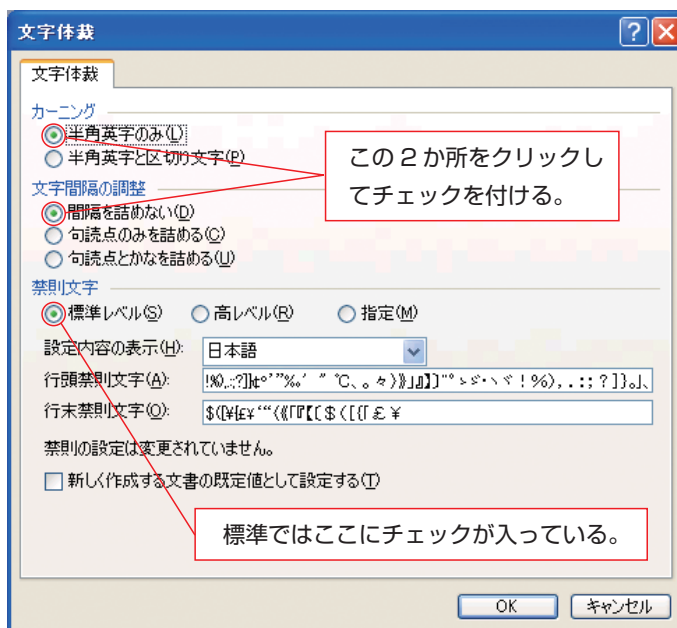 文字体裁
文字体裁
カーニング
半角英字のみ(L)
半角英字と区切り文字(P)
この2か所をクリックし
てチェックを付ける。
文字間隔の調整
間隔を詰めない(D)
句読点のみを詰める(C)
句読点とかなを詰める(U)
禁則文字
標準レベル(S) 高レベル(R) 指定(M)
設定内容の表示(H): 日本語
行頭禁則文字(A):
行末禁則文字(O):
禁則の設定は変更されていません。
新しく作成する文書の既定値として設定する(T)
標準ではここにチェックが入っている。
OK キャンセル